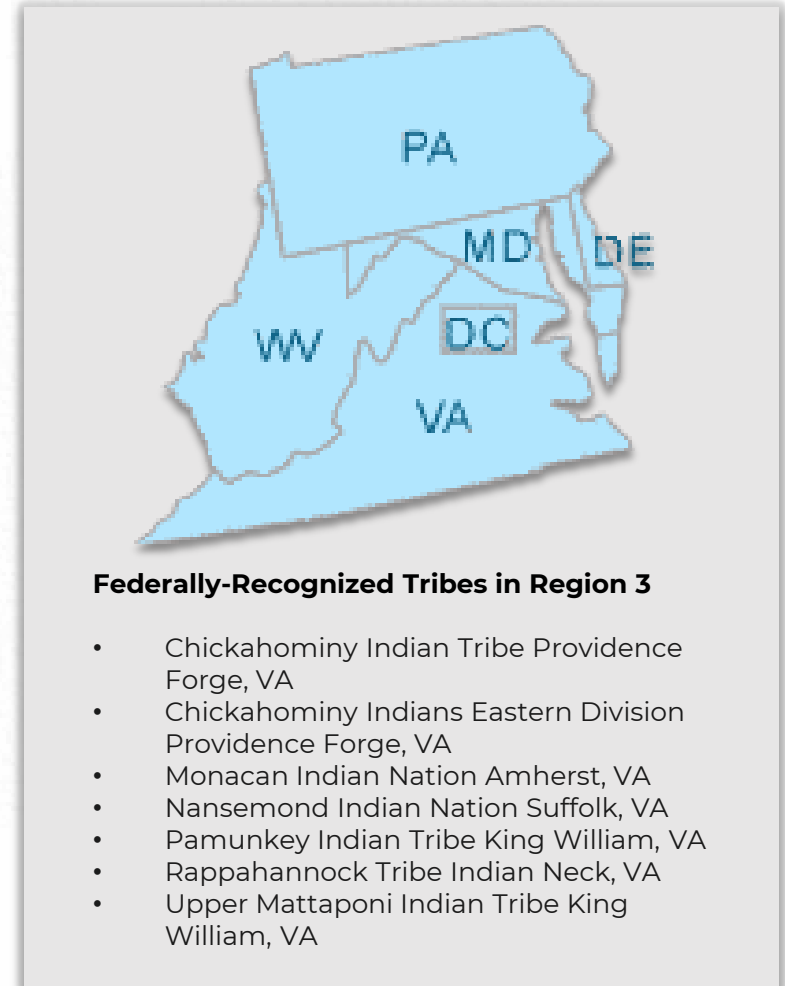 PA
MD
DE
WV
DC
VA
Federally-Recognized Tribes in Region 3
• Chickahominy Indian Tribe Providence
Forge, VA
• Chickahominy Indians Eastern Division
Providence Forge, VA
• Monacan Indian Nation Amherst, VA
• Nansemond Indian Nation Suffolk, VA
• Pamunkey Indian Tribe King William, VA
• Rappahannock Tribe Indian Neck, VA
• Upper Mattaponi Indian Tribe King
William, VA